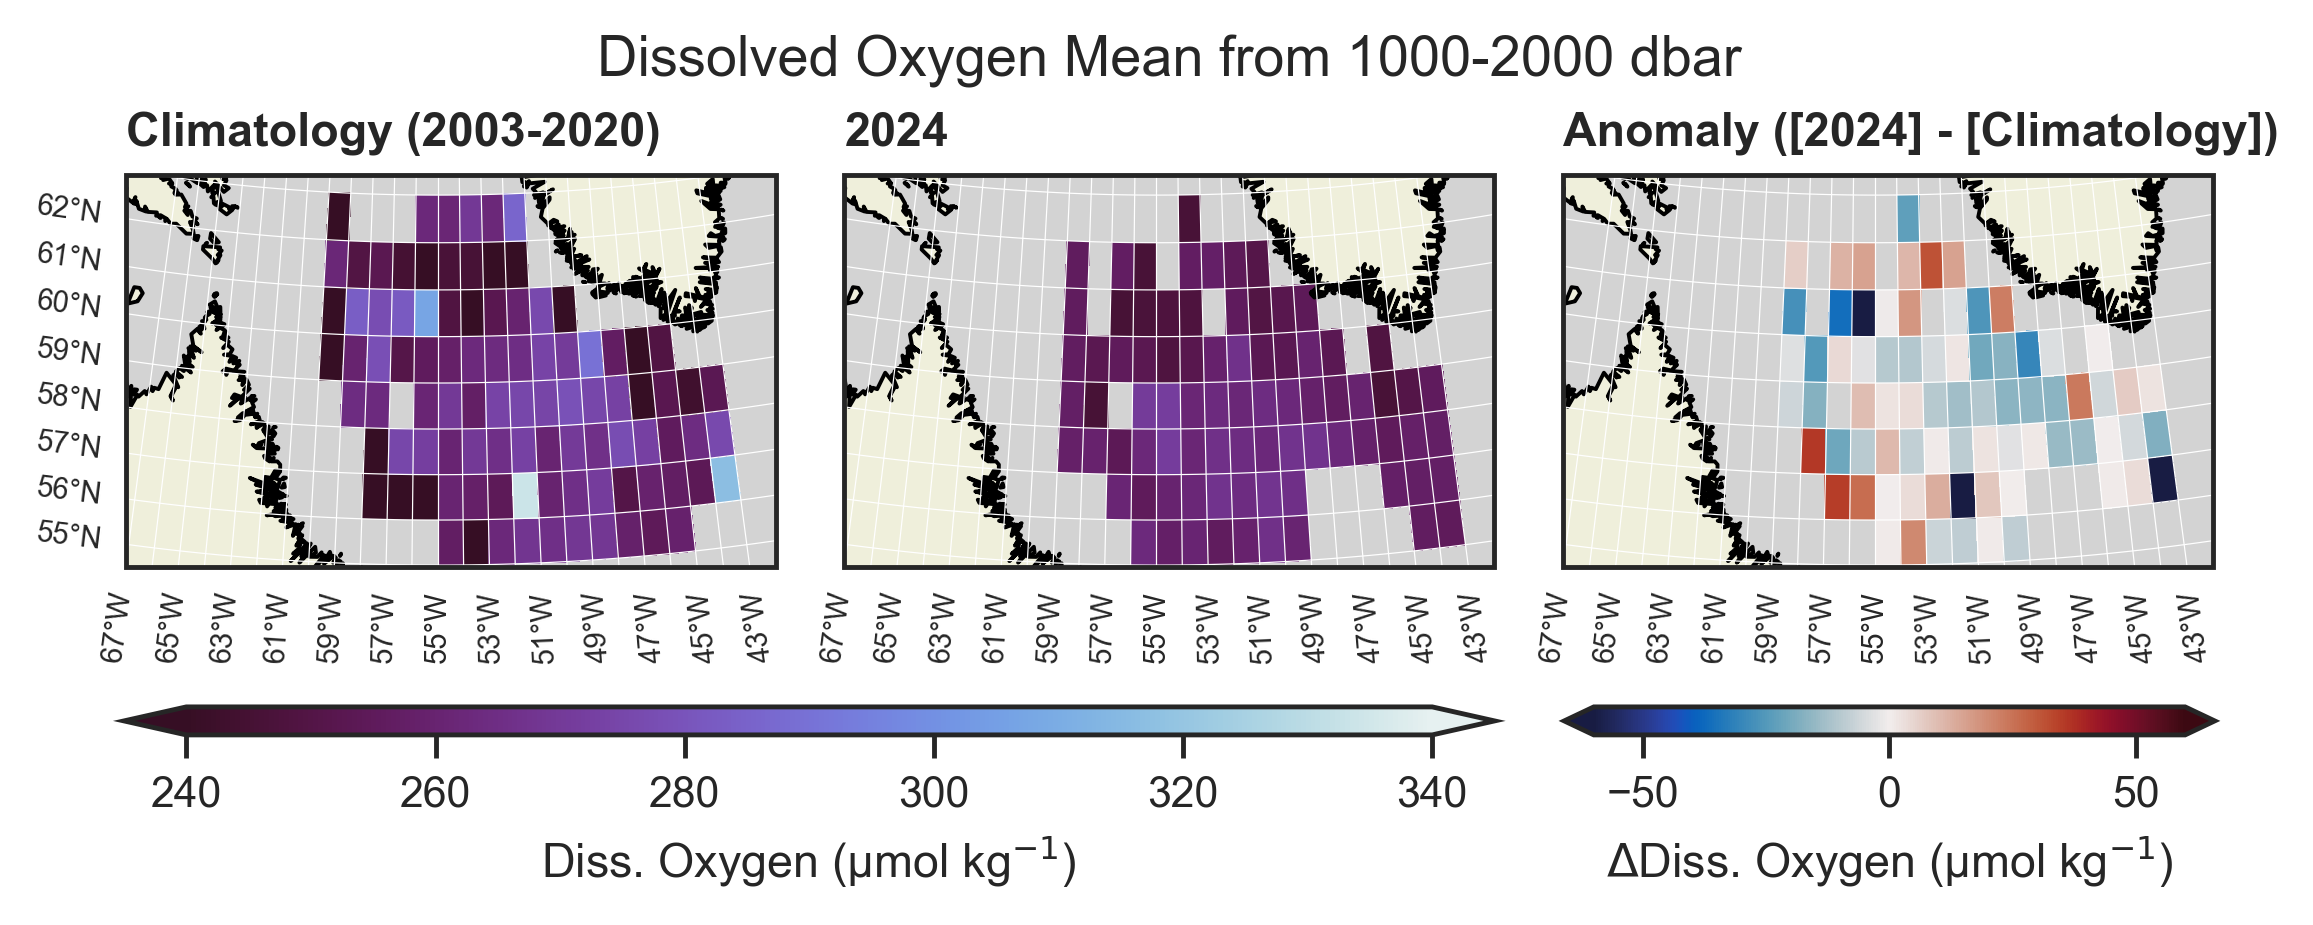 Dissolved Oxygen Mean from 1000-2000 dbar
Climatology (2003-2020)
2024
Anomaly ([2024] - [Climatology])
62°N
61°N
60°N
59°N
58°N
57°N
56°N
55°N
67°W 65°W 63°W 61°W 59°W 57°W 55°W 53°W 51°W 49°W 47°W 45°W 43°W
67°W 65°W 63°W 61°W 59°W 57°W 55°W 53°W 51°W 49°W 47°W 45°W 43°W
67°W 65°W 63°W 61°W 59°W 57°W 55°W 53°W 51°W 49°W 47°W 45°W 43°W
240 260 280 300 320 340
Diss. Oxygen (µmol kg⁻¹)
−50 0 50
ΔDiss. Oxygen (µmol kg⁻¹)